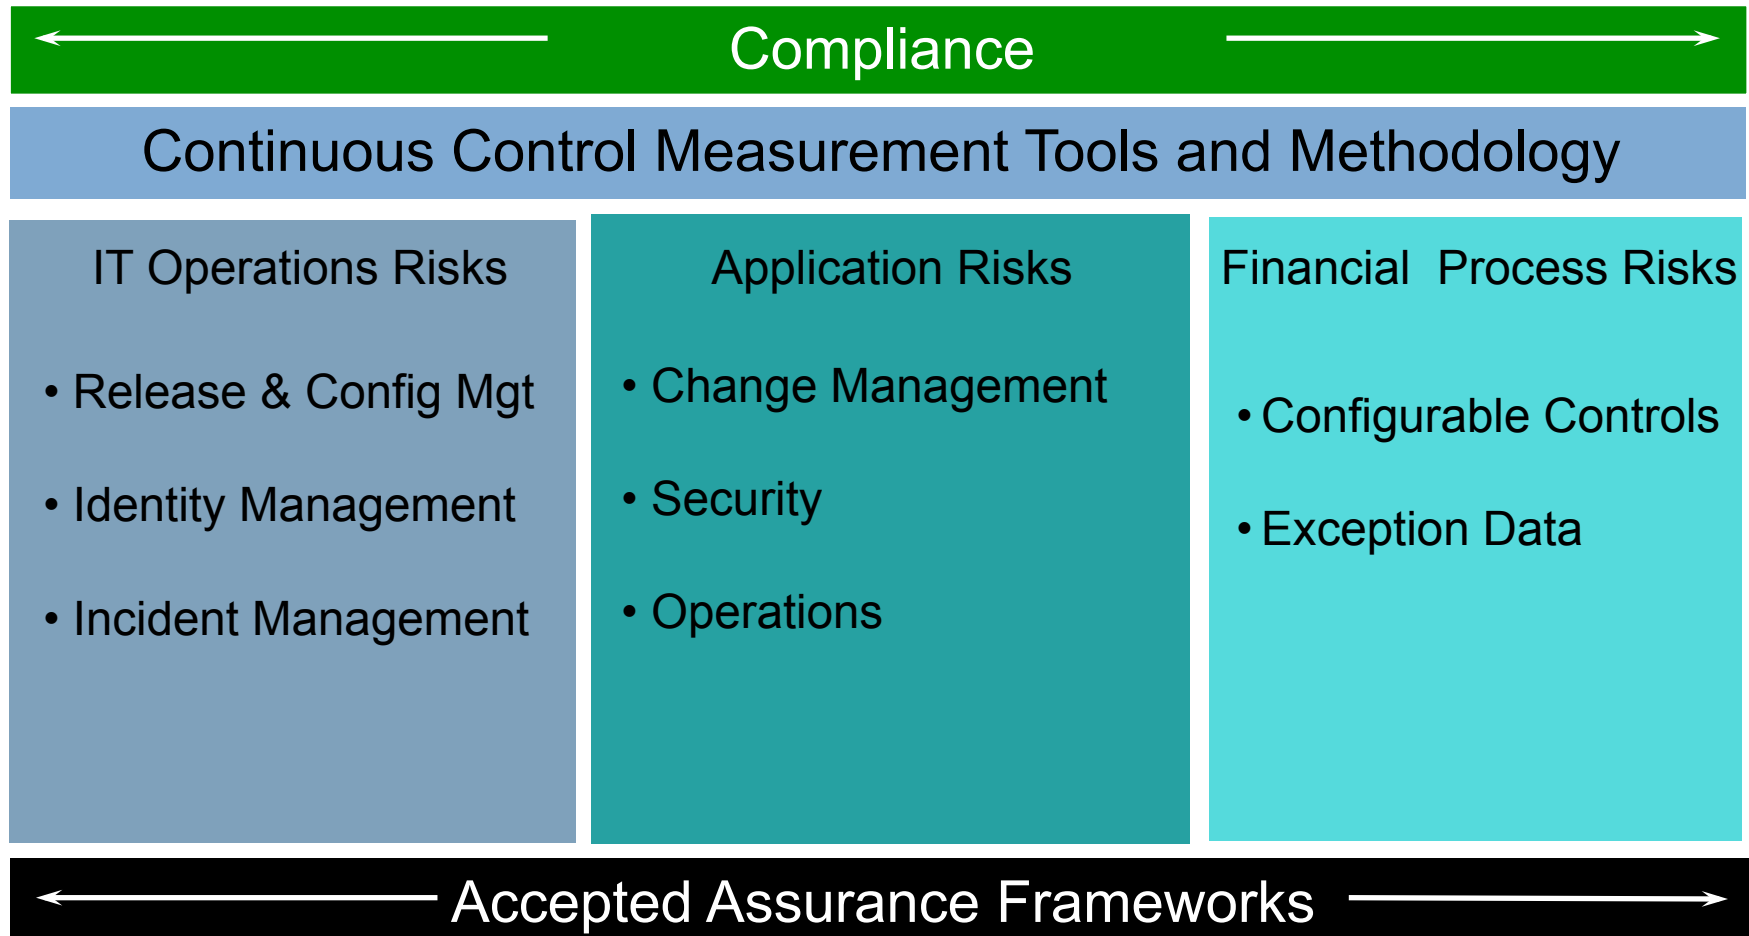 Compliance
Continuous Control Measurement Tools and Methodology
IT Operations Risks
• Release & Config Mgt
• Identity Management
• Incident Management
Application Risks
• Change Management
• Security
• Operations
Financial  Process Risks
• Configurable Controls
• Exception Data
Accepted Assurance Frameworks